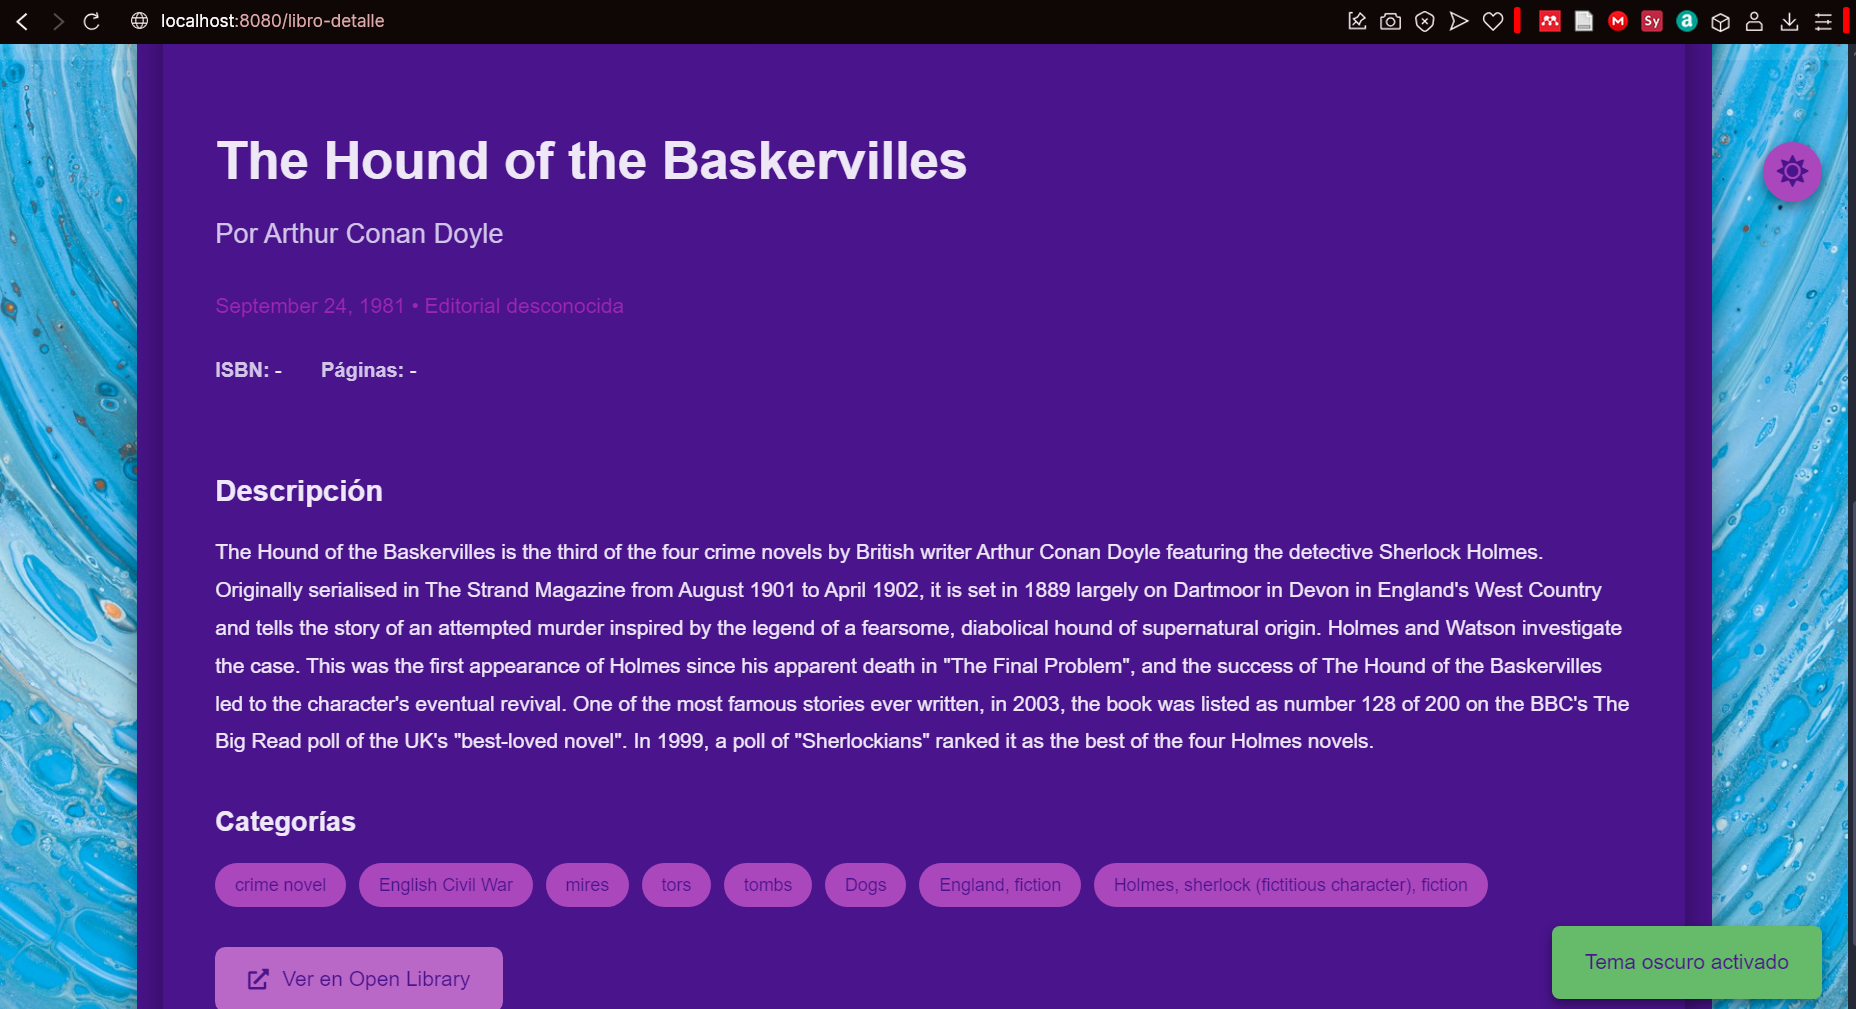 localhost:8080/libro-detalle
Sy
a
The Hound of the Baskervilles
Por Arthur Conan Doyle
September 24, 1981 • Editorial desconocida
ISBN: - Páginas: -
Descripción
The Hound of the Baskervilles is the third of the four crime novels by British writer Arthur Conan Doyle featuring the detective Sherlock Holmes.
Originally serialised in The Strand Magazine from August 1901 to April 1902, it is set in 1889 largely on Dartmoor in Devon in England's West Country
and tells the story of an attempted murder inspired by the legend of a fearsome, diabolical hound of supernatural origin. Holmes and Watson investigate
the case. This was the first appearance of Holmes since his apparent death in "The Final Problem", and the success of The Hound of the Baskervilles
led to the character's eventual revival. One of the most famous stories ever written, in 2003, the book was listed as number 128 of 200 on the BBC's The
Big Read poll of the UK's "best-loved novel". In 1999, a poll of "Sherlockians" ranked it as the best of the four Holmes novels.
Categorías
crime novel English Civil War mires tors tombs Dogs England, fiction Holmes, sherlock (fictitious character), fiction
Ver en Open Library
Tema oscuro activado